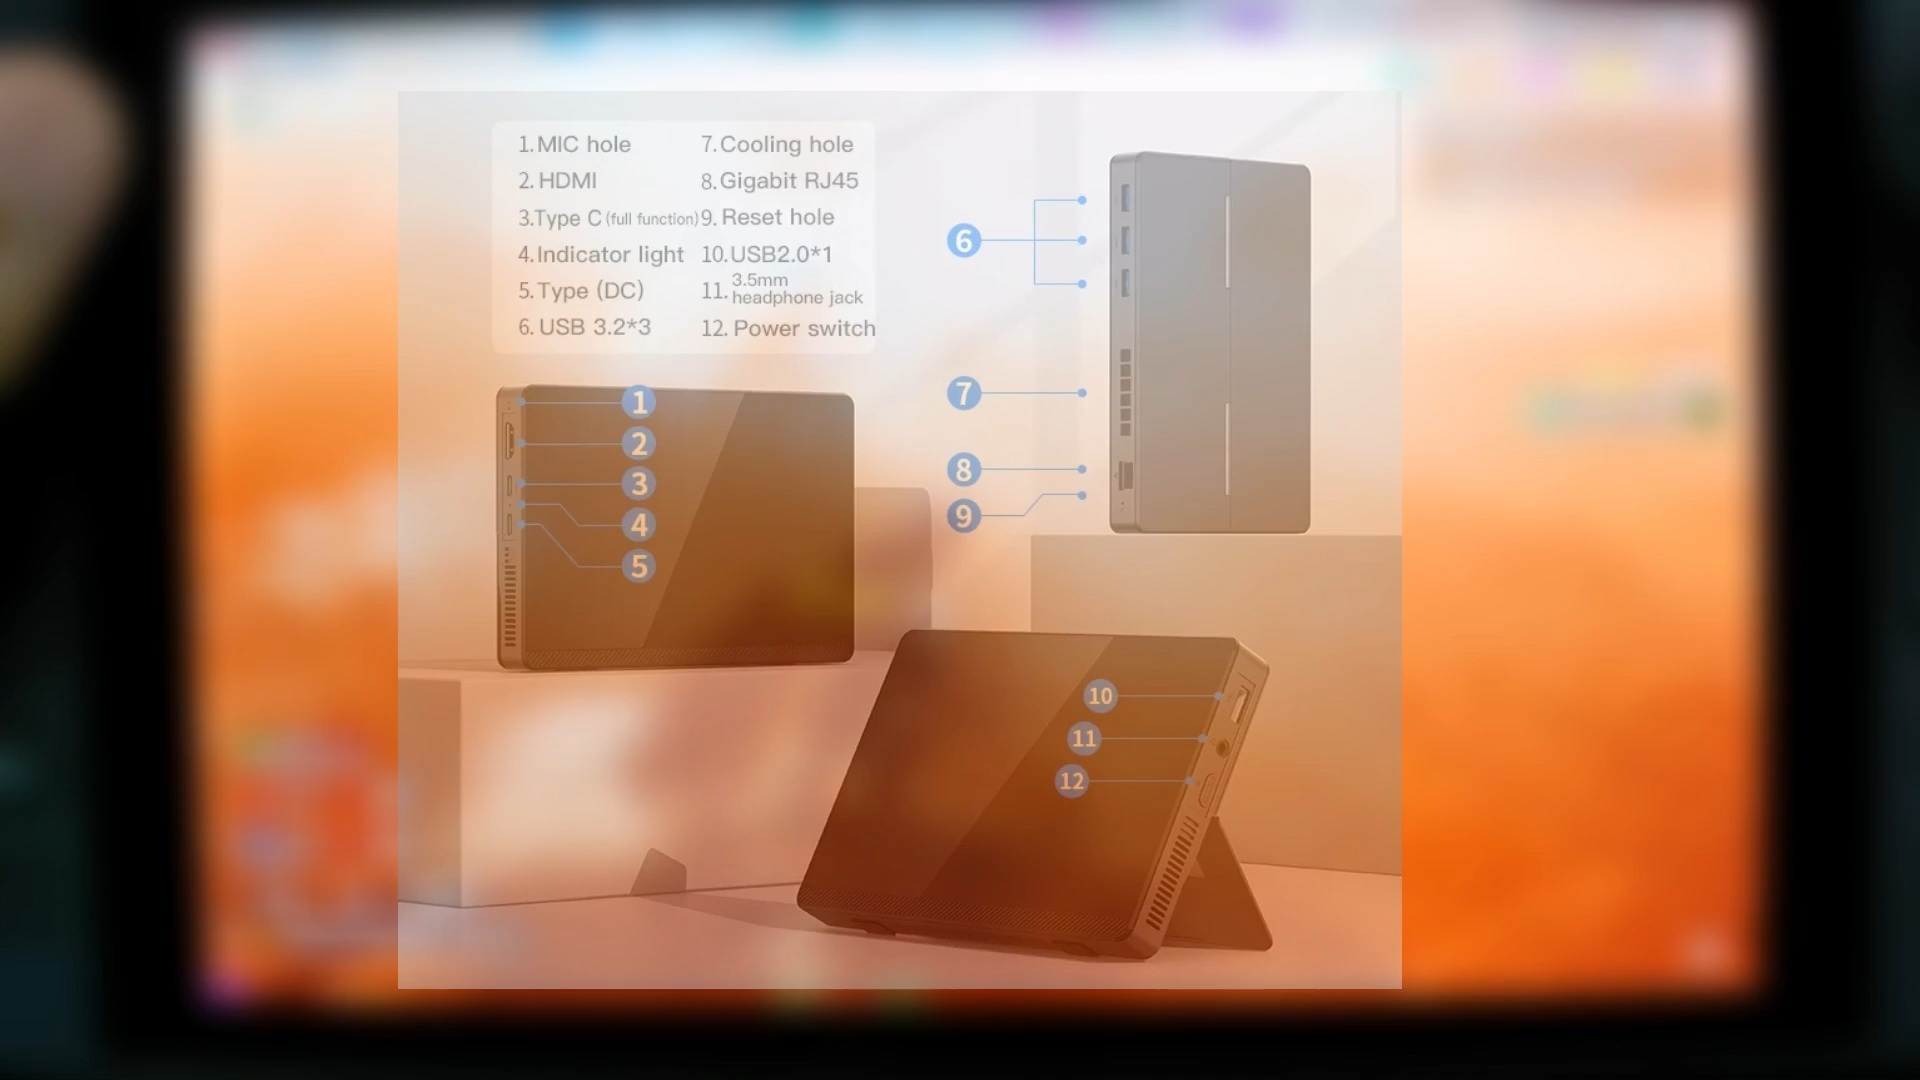 1. MIC hole
2. HDMI
3. Type C (full function)
4. Indicator light
5. Type (DC)
6. USB 3.2*3
7. Cooling hole
8. Gigabit RJ45
9. Reset hole
10. USB2.0*1
11. 3.5mm
headphone jack
12. Power switch
1
2
3
4
5
6
7
8
9
10
11
12